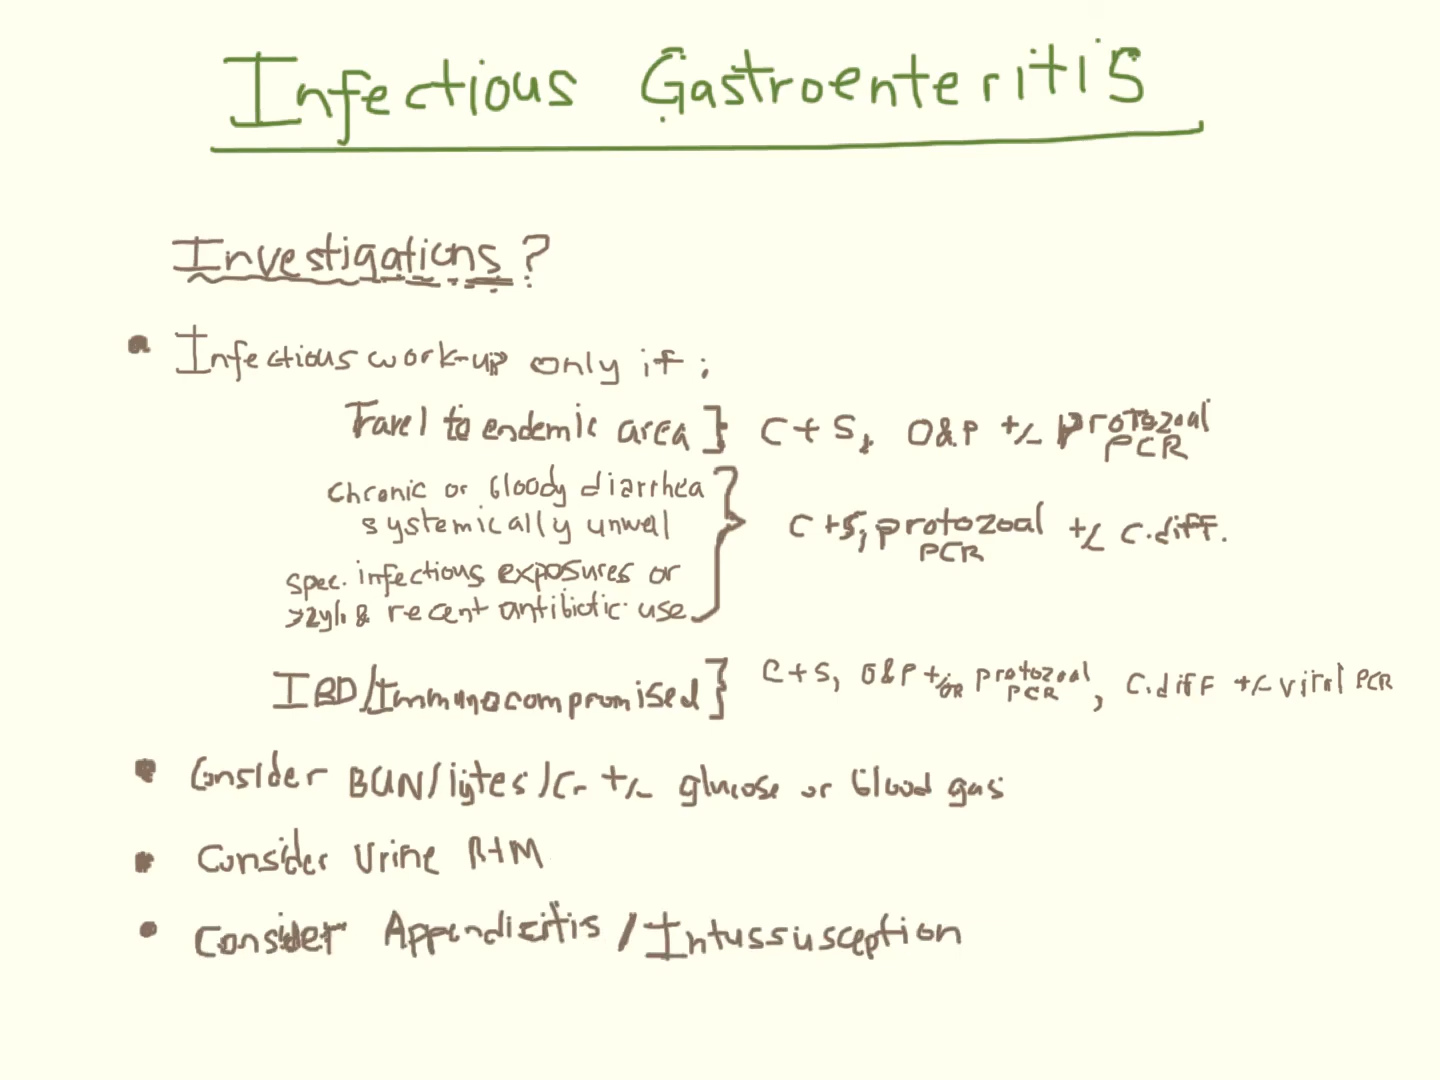 Infectious Gastroenteritis
Investigations?
Infectious work-up only if:
Travel to endemic area } C+S, O&P +/- protozoal PCR
chronic or bloody diarrhea
systemically unwell
spec. infectious exposures or
>2y/o & recent antibiotic use } C+S, protozoal PCR +/- C.diff.
IBD/Immunocompromised } C+S, O&P +/or protozoal PCR, C.diff +/- viral PCR
Consider BUN/lytes/Cr +/- glucose or blood gas
Consider Urine R+M
Consider Appendicitis/Intussusception